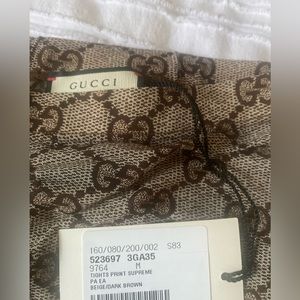 GUCCI
160/080/200/002 S83
523697 3GA35
9764 M
TIGHTS PRINT SUPREME
PA EA
BEIGE/DARK BROWN